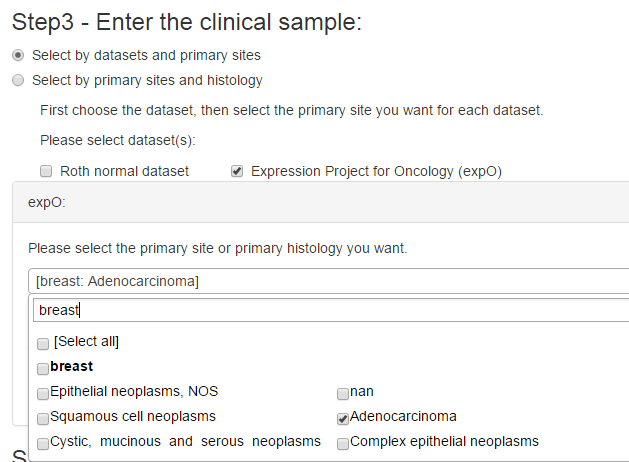 Step3 - Enter the clinical sample:
Select by datasets and primary sites
Select by primary sites and histology
First choose the dataset, then select the primary site you want for each dataset.
Please select dataset(s):
Roth normal dataset Expression Project for Oncology (expO)
expO:
Please select the primary site or primary histology you want.
[breast: Adenocarcinoma]
breast
[Select all]
breast
Epithelial neoplasms, NOS nan
Squamous cell neoplasms Adenocarcinoma
Cystic, mucinous and serous neoplasms Complex epithelial neoplasms
S